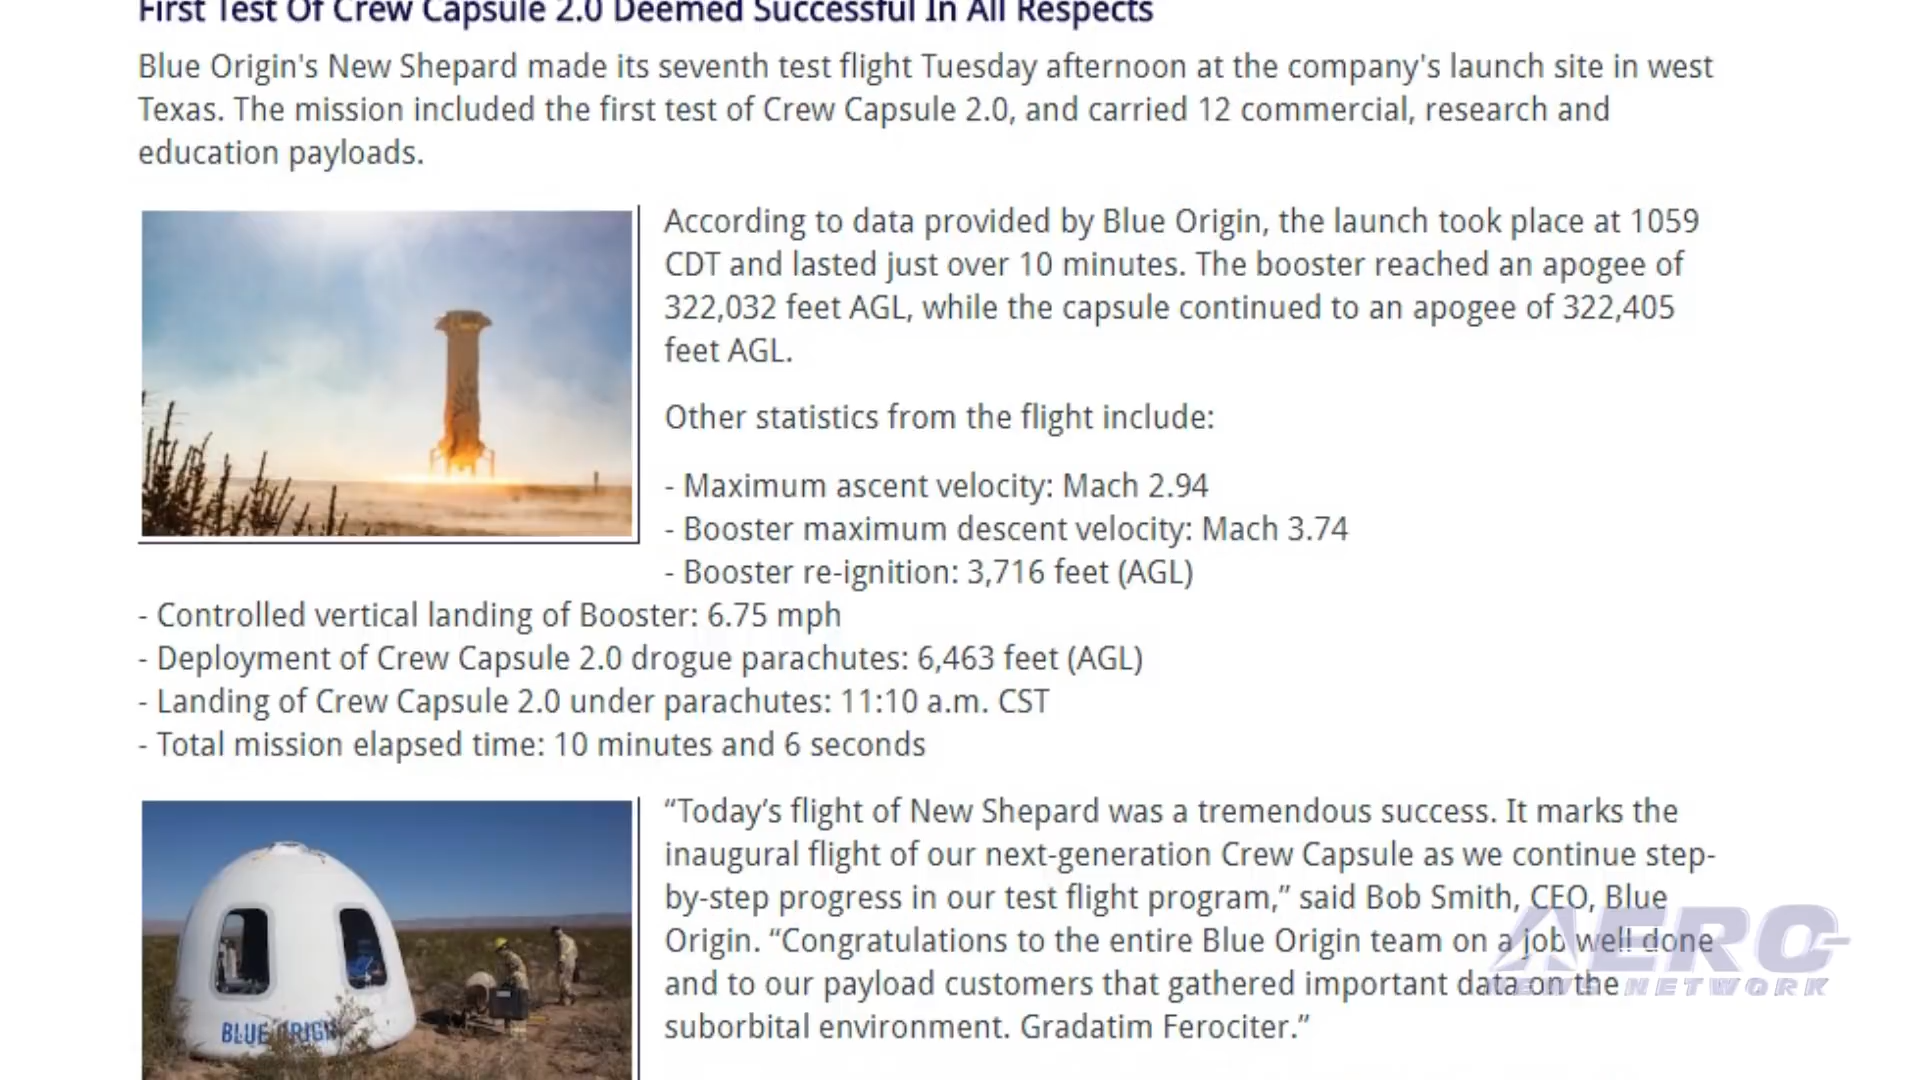 First Test Of Crew Capsule 2.0 Deemed Successful In All Respects
Blue Origin's New Shepard made its seventh test flight Tuesday afternoon at the company's launch site in west
Texas. The mission included the first test of Crew Capsule 2.0, and carried 12 commercial, research and
education payloads.
According to data provided by Blue Origin, the launch took place at 1059
CDT and lasted just over 10 minutes. The booster reached an apogee of
322,032 feet AGL, while the capsule continued to an apogee of 322,405
feet AGL.
Other statistics from the flight include:
- Maximum ascent velocity: Mach 2.94
- Booster maximum descent velocity: Mach 3.74
- Booster re-ignition: 3,716 feet (AGL)
- Controlled vertical landing of Booster: 6.75 mph
- Deployment of Crew Capsule 2.0 drogue parachutes: 6,463 feet (AGL)
- Landing of Crew Capsule 2.0 under parachutes: 11:10 a.m. CST
- Total mission elapsed time: 10 minutes and 6 seconds
“Today’s flight of New Shepard was a tremendous success. It marks the
inaugural flight of our next-generation Crew Capsule as we continue step-
by-step progress in our test flight program,” said Bob Smith, CEO, Blue
Origin. “Congratulations to the entire Blue Origin team on a job well done
and to our payload customers that gathered important data on the
suborbital environment. Gradatim Ferociter.”
BLUE ORIGIN
AERO
NEWS NETWORK